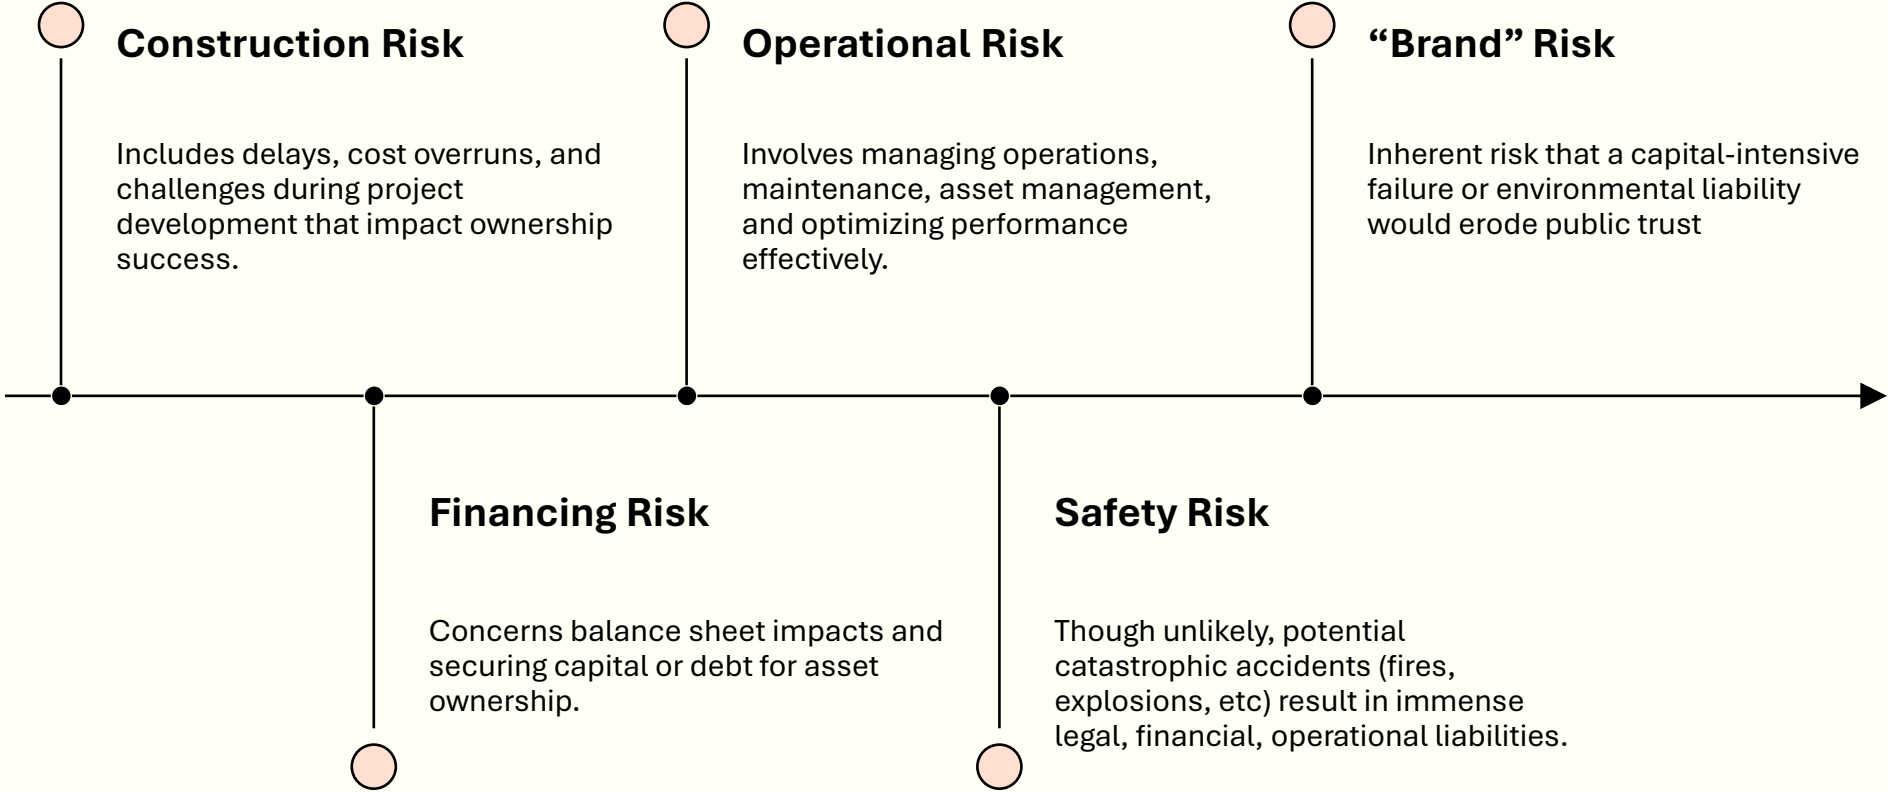 Construction Risk
Includes delays, cost overruns, and
challenges during project
development that impact ownership
success.
Financing Risk
Concerns balance sheet impacts and
securing capital or debt for asset
ownership.
Operational Risk
Involves managing operations,
maintenance, asset management,
and optimizing performance
effectively.
Safety Risk
Though unlikely, potential
catastrophic accidents (fires,
explosions, etc) result in immense
legal, financial, operational liabilities.
“Brand” Risk
Inherent risk that a capital-intensive
failure or environmental liability
would erode public trust